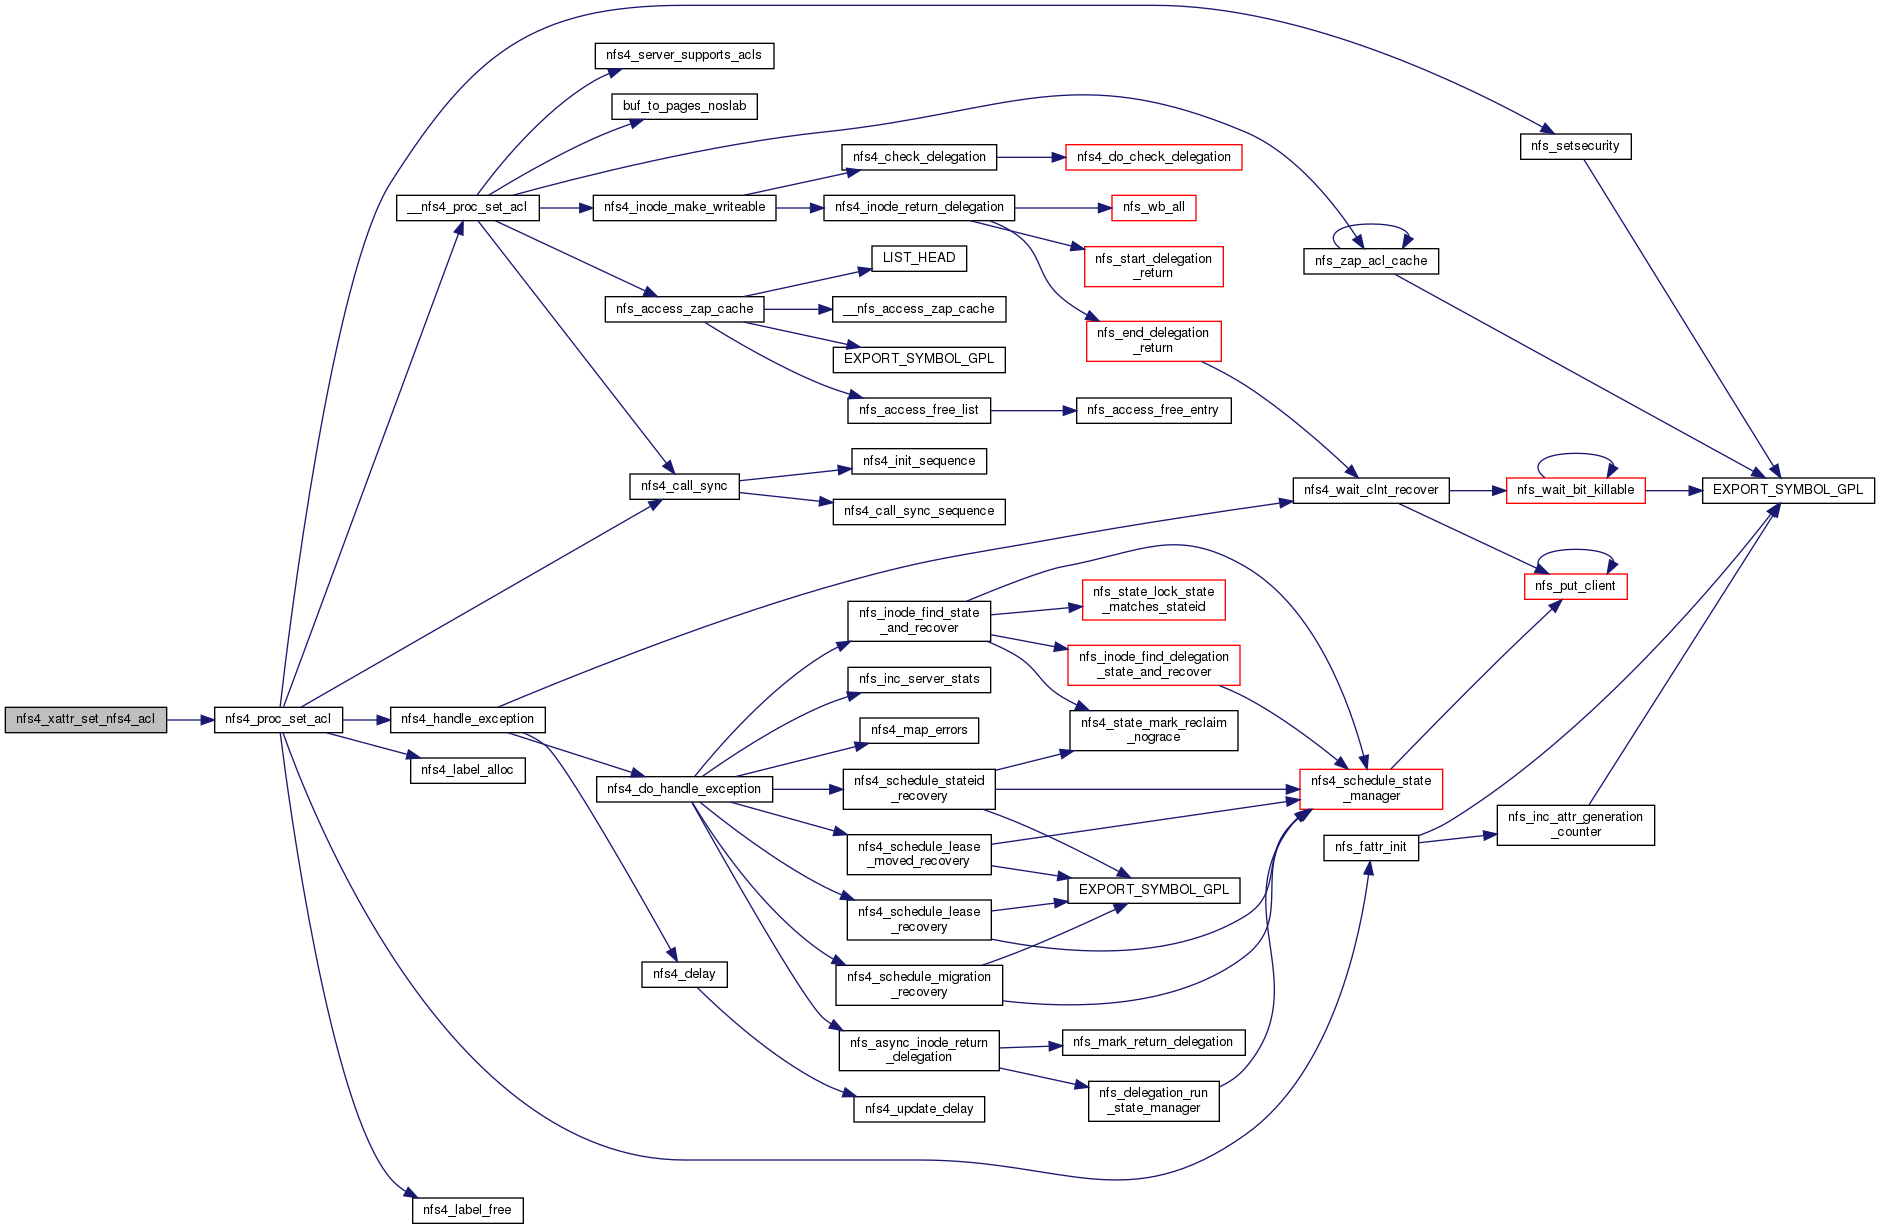 nfs4_xattr_set_nfs4_acl
nfs4_proc_set_acl
__nfs4_proc_set_acl
nfs4_handle_exception
nfs4_label_alloc
nfs4_label_free
nfs4_server_supports_acls
buf_to_pages_noslab
nfs4_inode_make_writeable
nfs_access_zap_cache
nfs4_call_sync
nfs4_do_handle_exception
nfs4_delay
nfs4_check_delegation
nfs4_inode_return_delegation
LIST_HEAD
__nfs_access_zap_cache
EXPORT_SYMBOL_GPL
nfs_access_free_list
nfs4_init_sequence
nfs4_call_sync_sequence
nfs_inode_find_state
_and_recover
nfs_inc_server_stats
nfs4_map_errors
nfs4_schedule_stateid
_recovery
nfs4_schedule_lease
_moved_recovery
nfs4_schedule_lease
_recovery
nfs4_schedule_migration
_recovery
nfs_async_inode_return
_delegation
nfs4_update_delay
nfs4_do_check_delegation
nfs_wb_all
nfs_start_delegation
_return
nfs_end_delegation
_return
nfs_access_free_entry
nfs_state_lock_state
_matches_stateid
nfs_inode_find_delegation
_state_and_recover
nfs4_state_mark_reclaim
_nograce
EXPORT_SYMBOL_GPL
nfs_mark_return_delegation
nfs_delegation_run
_state_manager
nfs_zap_acl_cache
nfs4_wait_clnt_recover
nfs4_schedule_state
_manager
nfs_fattr_init
nfs_setsecurity
nfs_wait_bit_killable
nfs_put_client
nfs_inc_attr_generation
_counter
EXPORT_SYMBOL_GPL